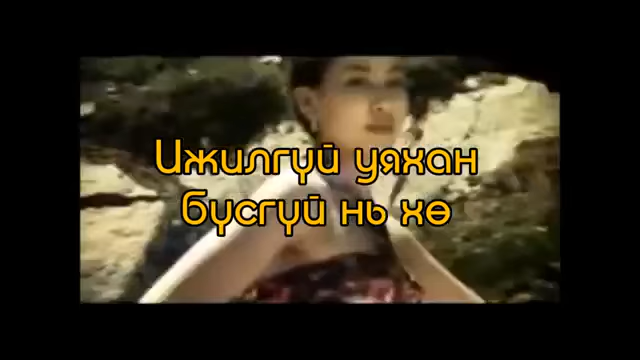 Ижилгүй уяхан
бүсгүй нь хө